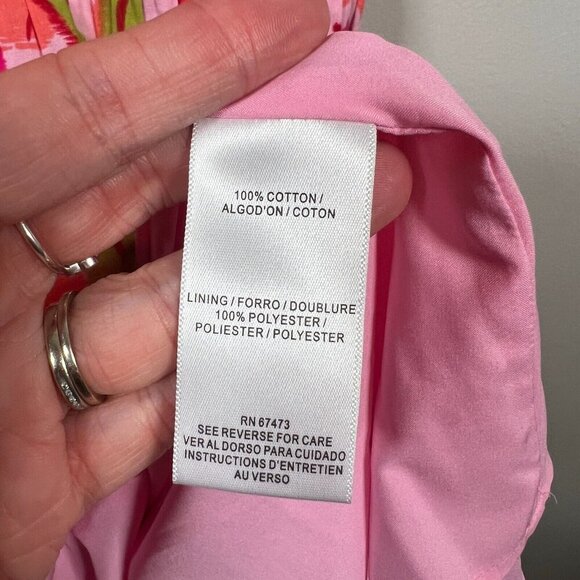 100% COTTON /
ALGOD'ON / COTON
LINING / FORRO / DOUBLURE
100% POLYESTER /
POLIESTER / POLYESTER
RN 67473
SEE REVERSE FOR CARE
VER AL DORSO PARA CUIDADO
INSTRUCTIONS D'ENTRETIEN
AU VERSO